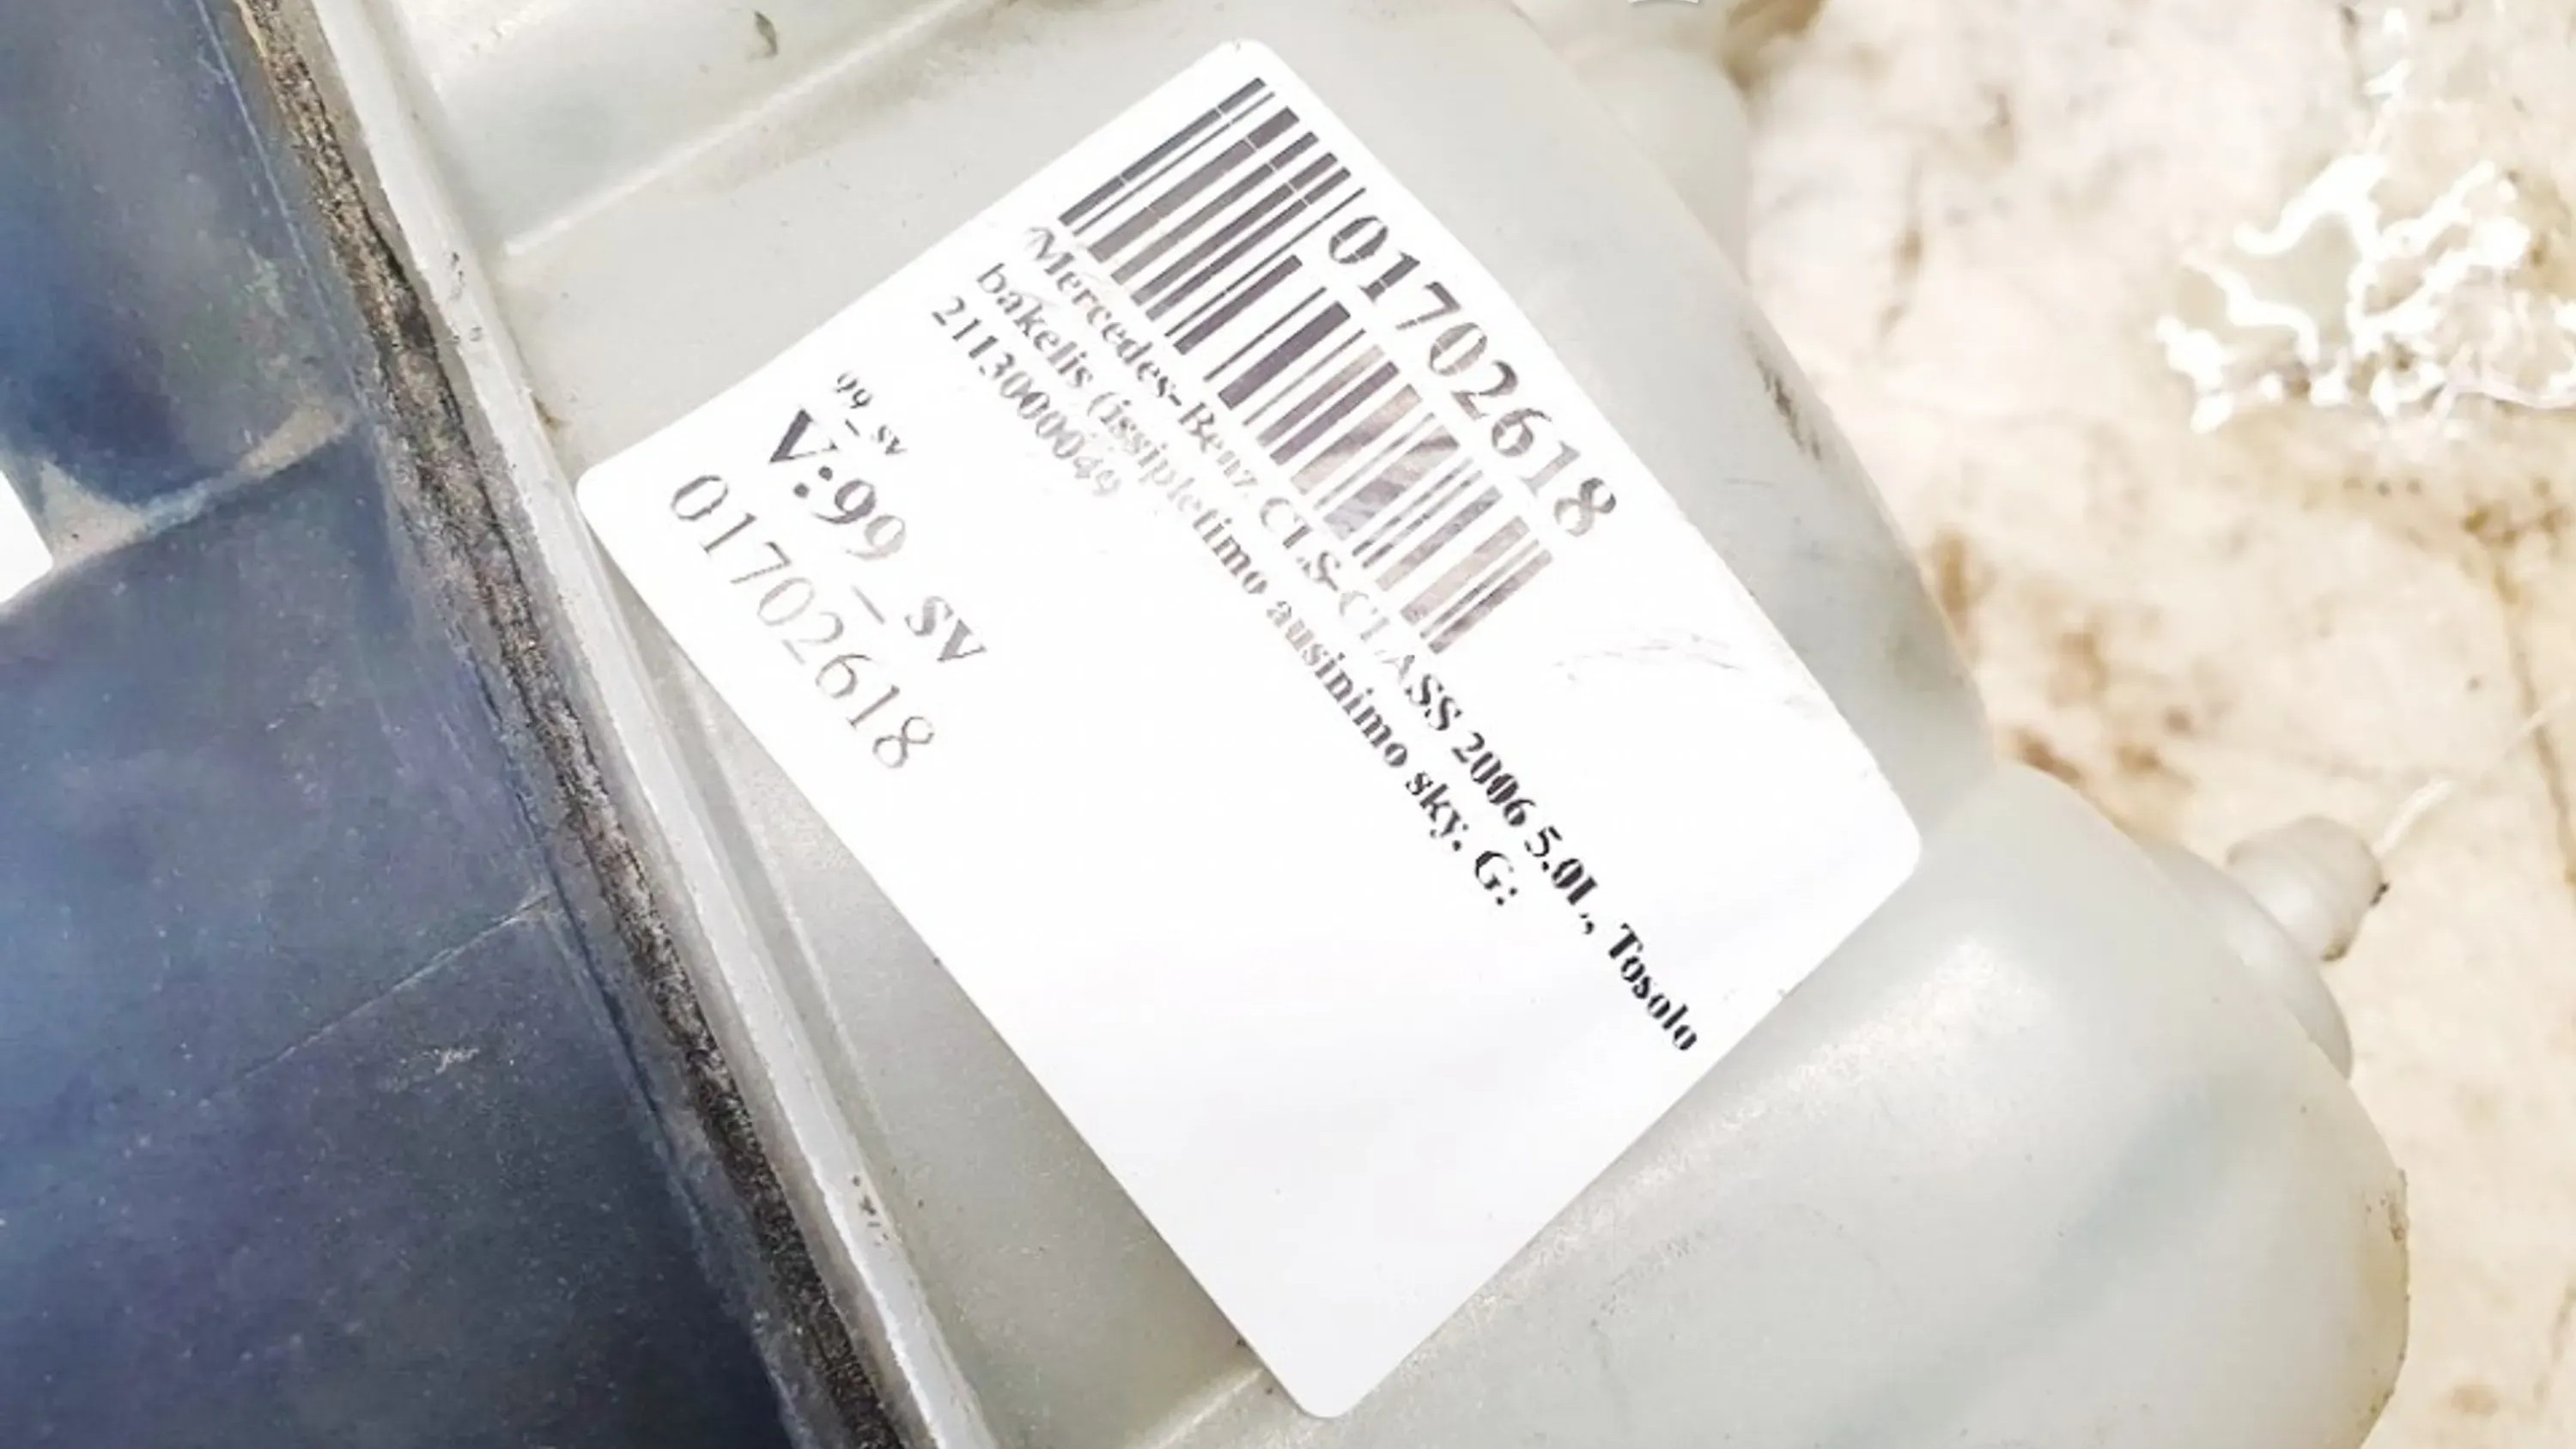 01702618
Mercedes-Benz CLS-CLASS 2006 5.0L, Tosolo
bakelis (issipletimo ausinimo sky. G:
2113000049
99_sv
V:99_sv
01702618